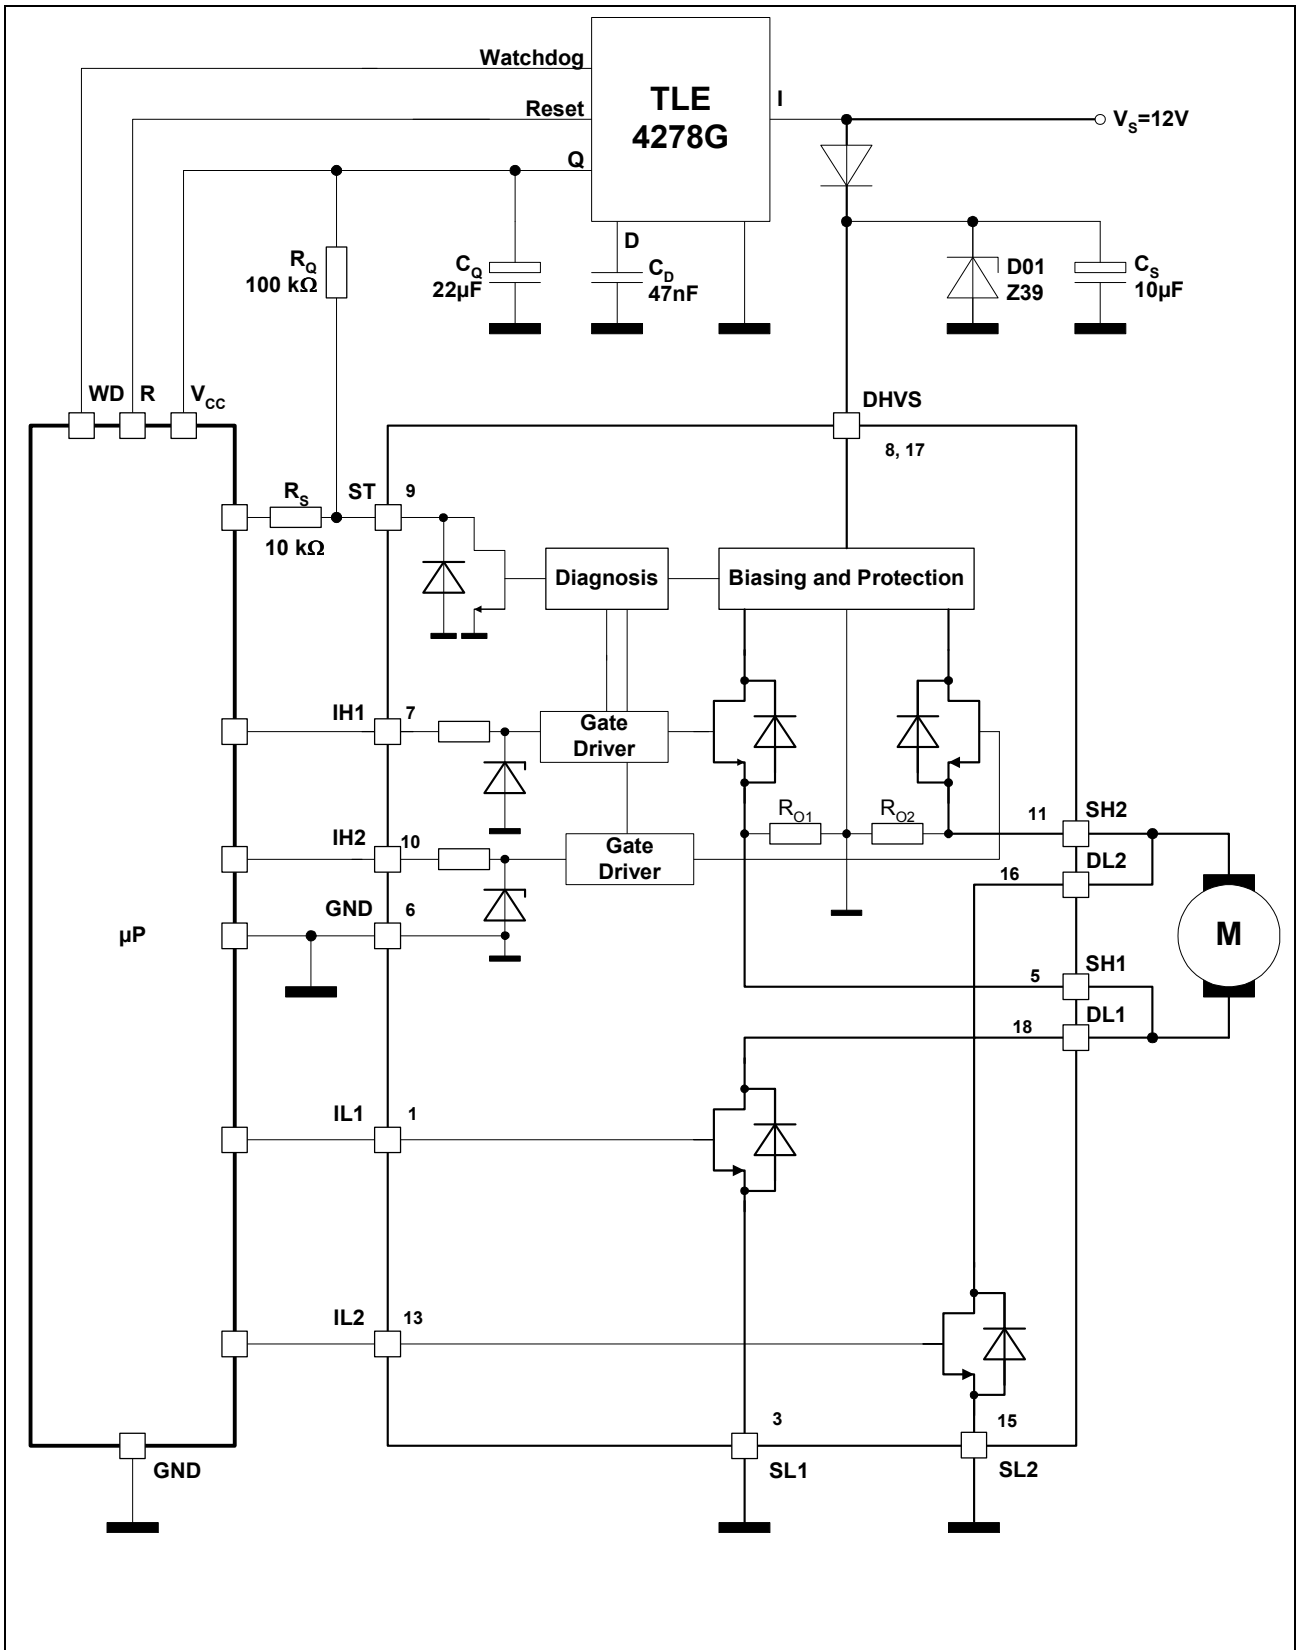 Watchdog
TLE
4278G
I
Reset
V_S=12V
Q
D
R_Q
100 kΩ
C_Q
22µF
C_D
47nF
D01
Z39
C_S
10µF
WD
R
V_CC
DHVS
8, 17
R_S
10 kΩ
ST
9
Diagnosis
Biasing and Protection
IH1
7
Gate
Driver
R_O1
R_O2
11
SH2
IH2
10
Gate
Driver
DL2
16
GND
6
µP
M
SH1
5
DL1
18
IL1
1
IL2
13
3
15
GND
SL1
SL2